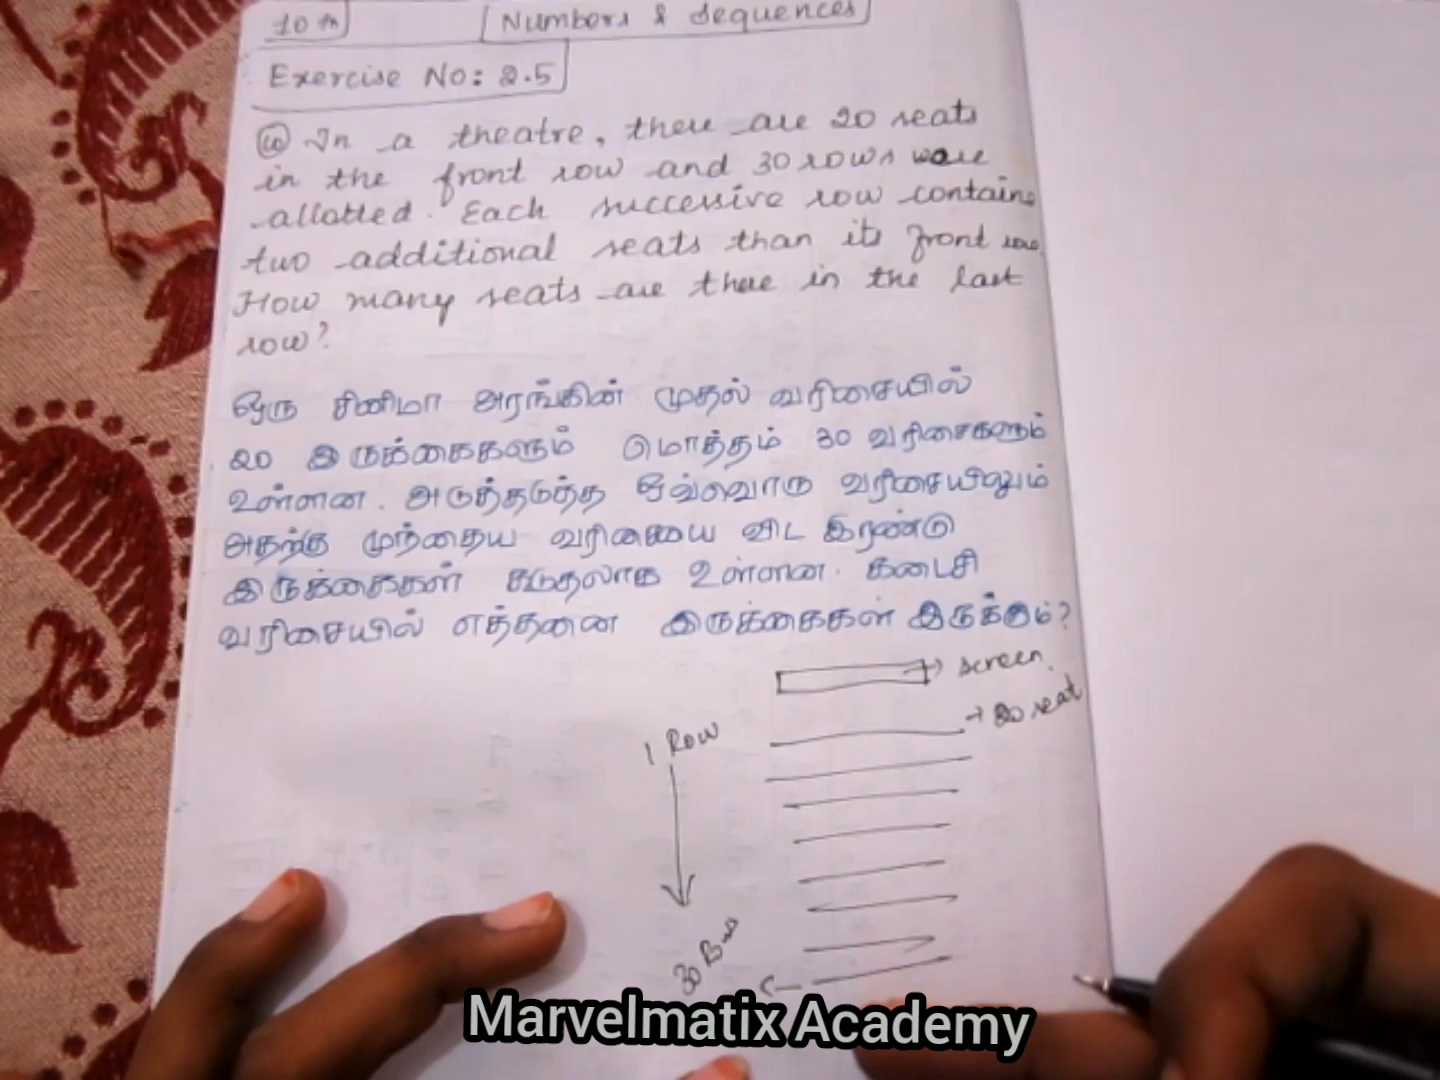 10th
Numbers & Sequences
Exercise No: 2.5
⑩ In a theatre, there are 20 seats
in the front row and 30 rows were
allotted. Each successive row contains
two additional seats than its front row.
How many seats are there in the last
row?
ஒரு சினிமா அரங்கின் முதல் வரிசையில்
20 இருக்கைகளும் மொத்தம் 30 வரிசைகளும்
உள்ளன. அடுத்தடுத்த ஒவ்வொரு வரிசையிலும்
அதற்கு முந்தைய வரிசையை விட இரண்டு
இருக்கைகள் கூடுதலாக உள்ளன. கடைசி
வரிசையில் எத்தனை இருக்கைகள் இருக்கும்?
→ screen.
→ 20 seat
1 Row
30
Marvelmatix Academy